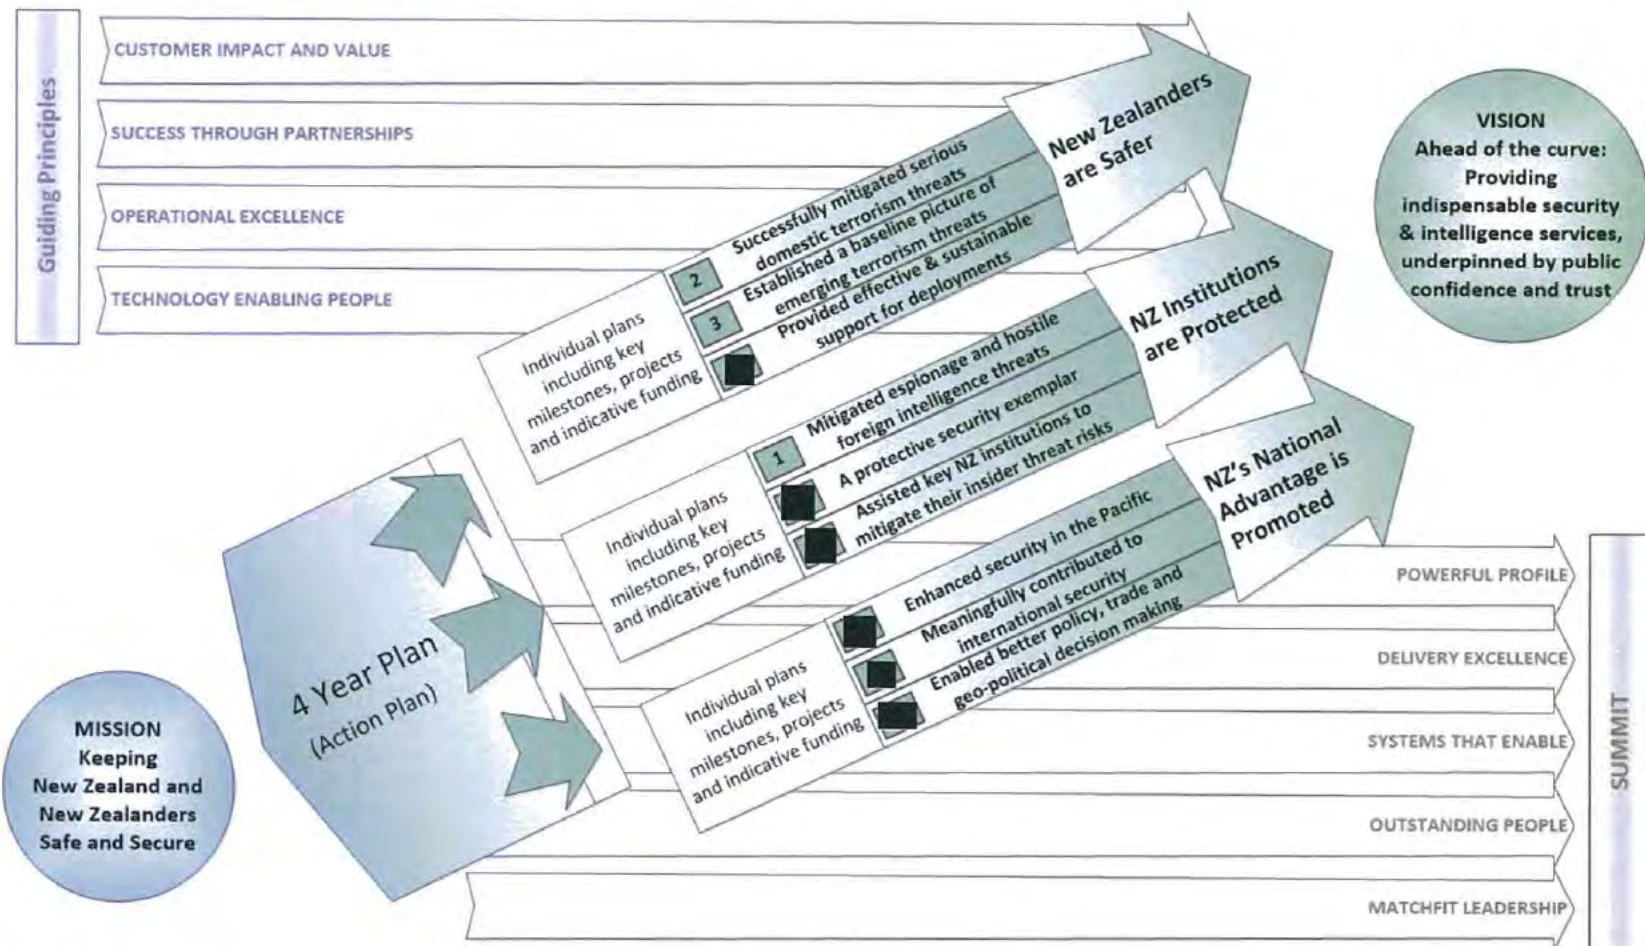 Guiding Principles
CUSTOMER IMPACT AND VALUE
SUCCESS THROUGH PARTNERSHIPS
OPERATIONAL EXCELLENCE
TECHNOLOGY ENABLING PEOPLE
New Zealanders
are Safer
2
Successfully mitigated serious
domestic terrorism threats
3
Established a baseline picture of
emerging terrorism threats
Provided effective & sustainable
support for deployments
Individual plans
including key
milestones, projects
and indicative funding
VISION
Ahead of the curve:
Providing
indispensable security
& intelligence services,
underpinned by public
confidence and trust
NZ Institutions
are Protected
1
Mitigated espionage and hostile
foreign intelligence threats
A protective security exemplar
Assisted key NZ institutions to
mitigate their insider threat risks
Individual plans
including key
milestones, projects
and indicative funding
NZ's National
Advantage is
Promoted
Enhanced security in the Pacific
Meaningfully contributed to
international security
Enabled better policy, trade and
geo-political decision making
Individual plans
including key
milestones, projects
and indicative funding
4 Year Plan
(Action Plan)
MISSION
Keeping
New Zealand and
New Zealanders
Safe and Secure
POWERFUL PROFILE
DELIVERY EXCELLENCE
SYSTEMS THAT ENABLE
OUTSTANDING PEOPLE
MATCHFIT LEADERSHIP
SUMMIT